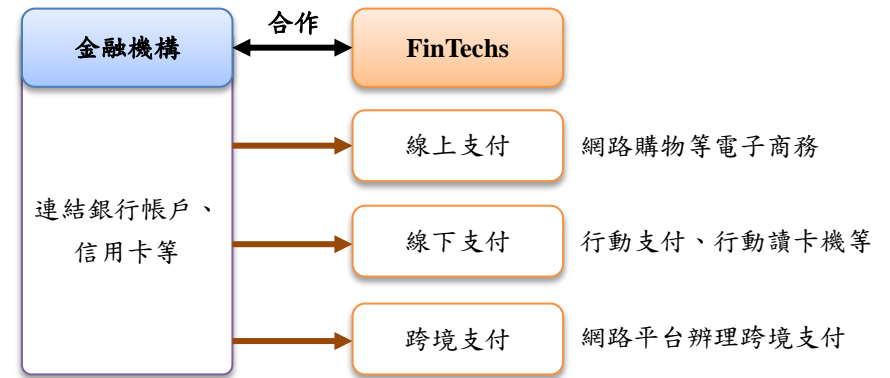 合作
金融機構
FinTechs
連結銀行帳戶、
信用卡等
線上支付
網路購物等電子商務
線下支付
行動支付、行動讀卡機等
跨境支付
網路平台辨理跨境支付